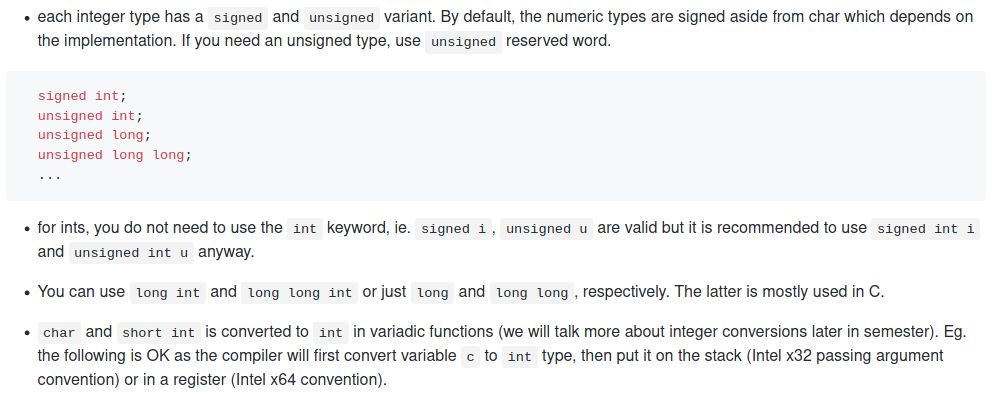 • each integer type has a signed and unsigned variant. By default, the numeric types are signed aside from char which depends on
the implementation. If you need an unsigned type, use unsigned reserved word.
signed int;
unsigned int;
unsigned long;
unsigned long long;
...
• for ints, you do not need to use the int keyword, ie. signed i, unsigned u are valid but it is recommended to use signed int i
and unsigned int u anyway.
• You can use long int and long long int or just long and long long, respectively. The latter is mostly used in C.
• char and short int is converted to int in variadic functions (we will talk more about integer conversions later in semester). Eg.
the following is OK as the compiler will first convert variable c to int type, then put it on the stack (Intel x32 passing argument
convention) or in a register (Intel x64 convention).